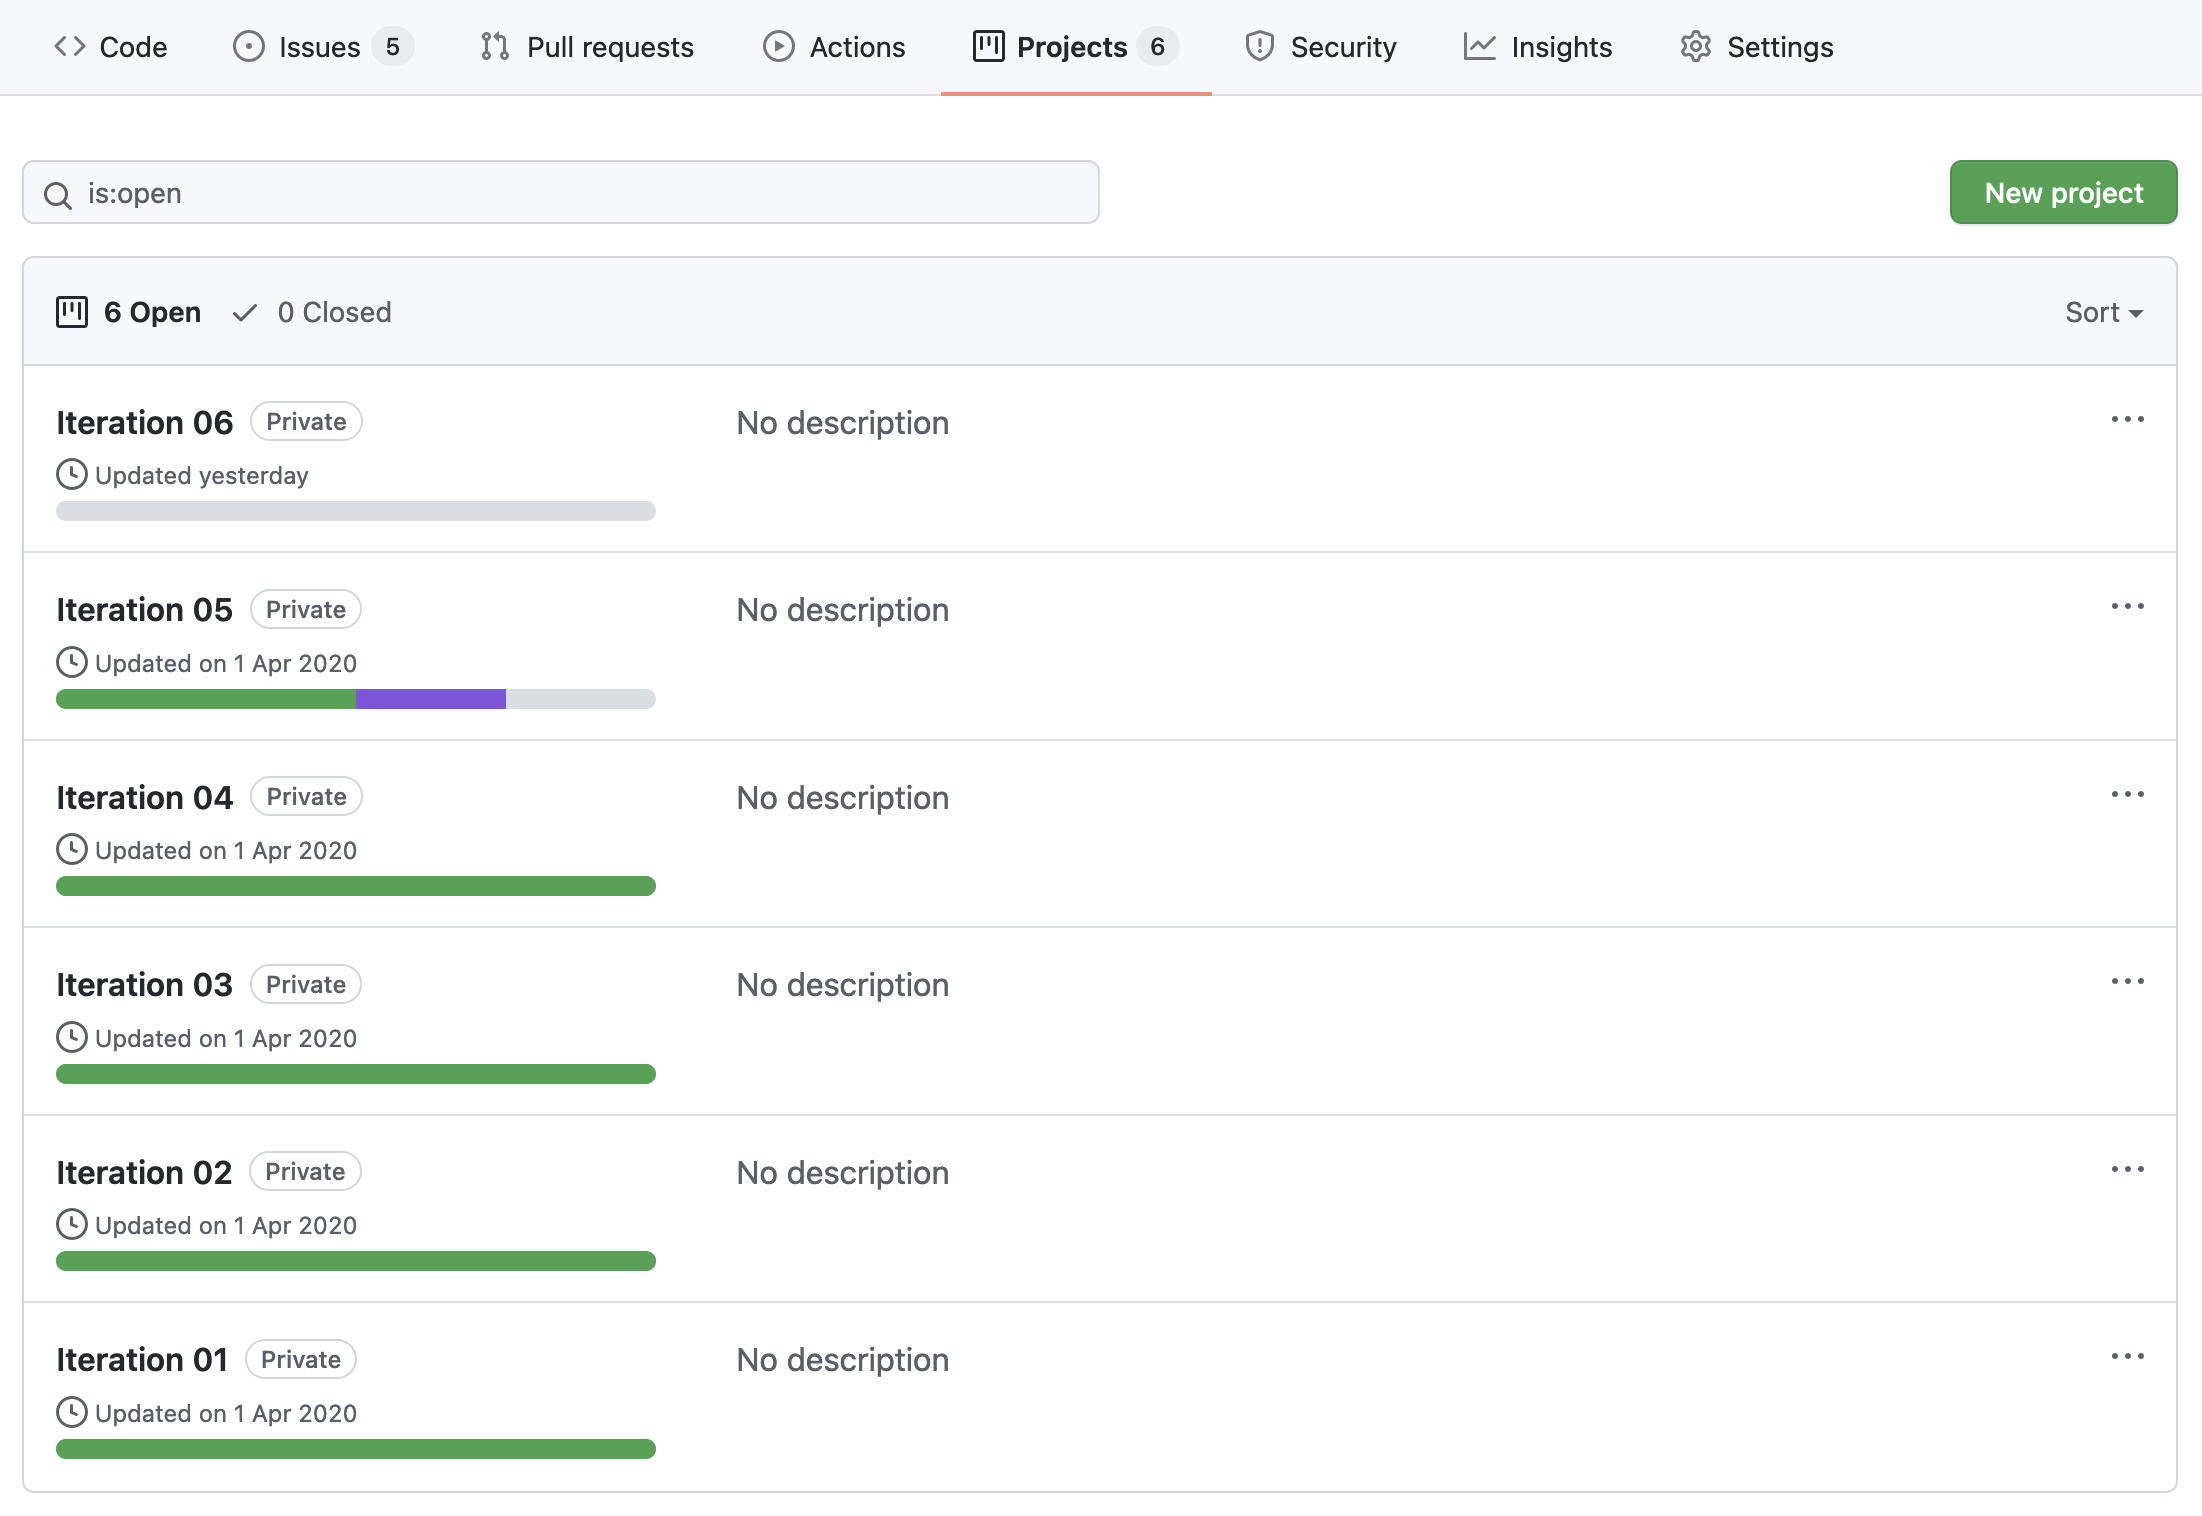 Code Issues 5 Pull requests Actions Projects 6 Security Insights Settings
is:open New project
6 Open 0 Closed Sort
Iteration 06 Private No description
Updated yesterday
Iteration 05 Private No description
Updated on 1 Apr 2020
Iteration 04 Private No description
Updated on 1 Apr 2020
Iteration 03 Private No description
Updated on 1 Apr 2020
Iteration 02 Private No description
Updated on 1 Apr 2020
Iteration 01 Private No description
Updated on 1 Apr 2020